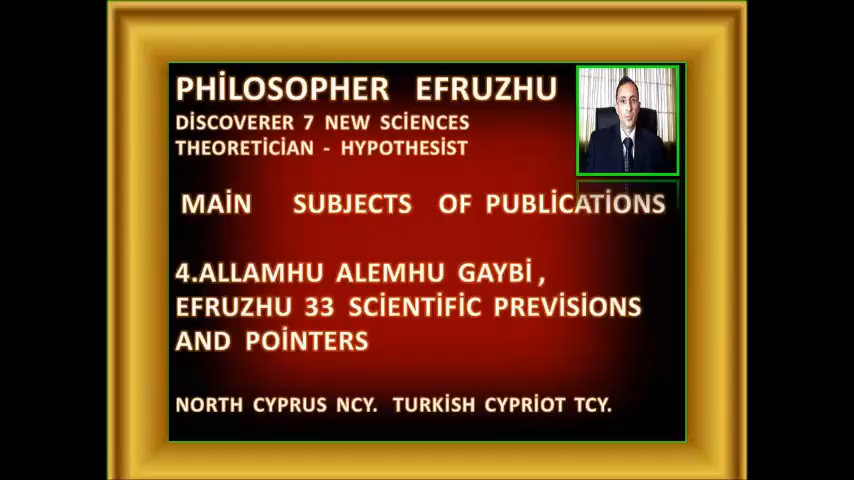 PHİLOSOPHER EFRUZHU
DİSCOVERER 7 NEW SCİENCES
THEORETİCİAN - HYPOTHESİST
MAİN SUBJECTS OF PUBLİCATİONS
4.ALLAMHU ALEMHU GAYBİ ,
EFRUZHU 33 SCİENTİFİC PREVİSİONS
AND POİNTERS
NORTH CYPRUS NCY. TURKİSH CYPRİOT TCY.